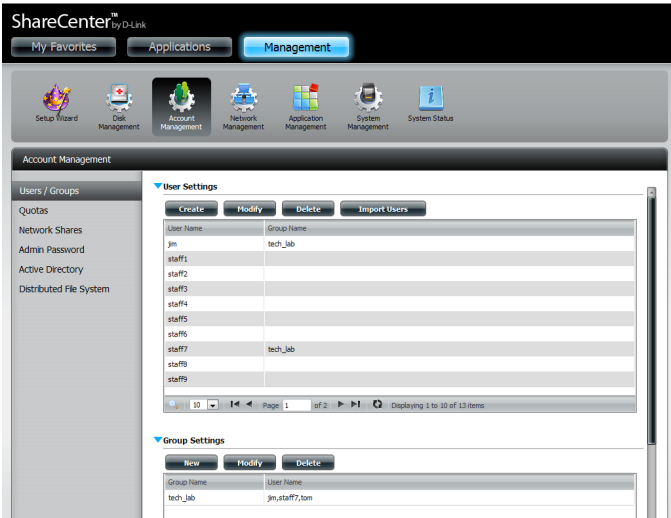 ShareCenter™ by D-Link
My Favorites Applications Management
Setup Wizard Disk Management Account Management Network Management Application Management System Management System Status
Account Management
Users / Groups
Quotas
Network Shares
Admin Password
Active Directory
Distributed File System
User Settings
Create Modify Delete Import Users
User Name Group Name
jim tech_lab
staff1
staff2
staff3
staff4
staff5
staff6
staff7 tech_lab
staff8
staff9
10 Page 1 of 2 Displaying 1 to 10 of 13 items
Group Settings
New Modify Delete
Group Name User Name
tech_lab jim,staff7,tom